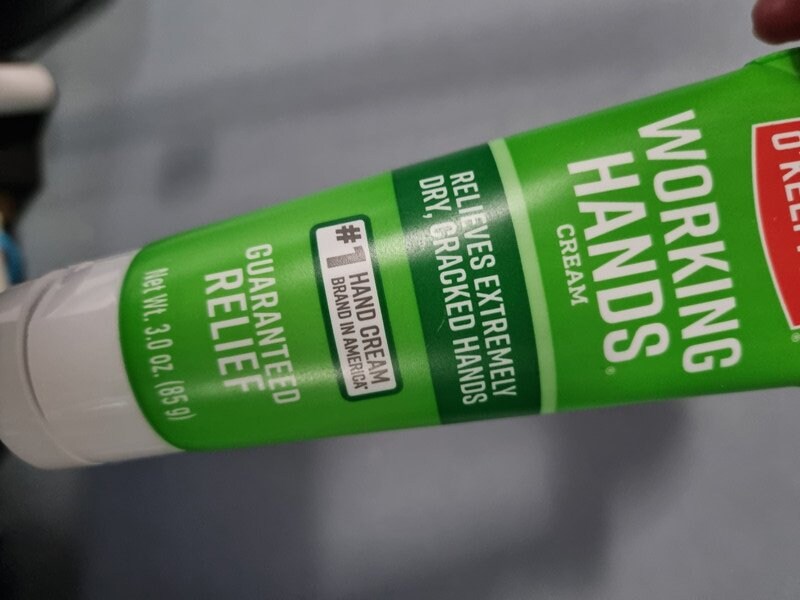 WORKING
HANDS®
CREAM
RELIEVES EXTREMELY
DRY, CRACKED HANDS
#1 HAND CREAM
BRAND IN AMERICA*
GUARANTEED
RELIEF
Net Wt. 3.0 oz. (85 g)